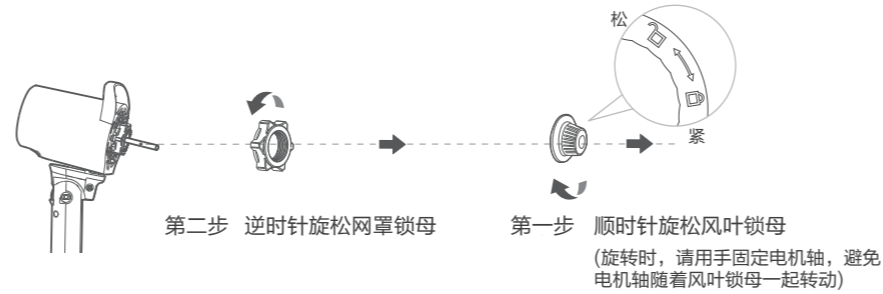 松
紧
第二步 逆时针旋松网罩锁母
第一步 顺时针旋松风叶锁母
(旋转时，请用手固定电机轴，避免
电机轴随着风叶锁母一起转动)